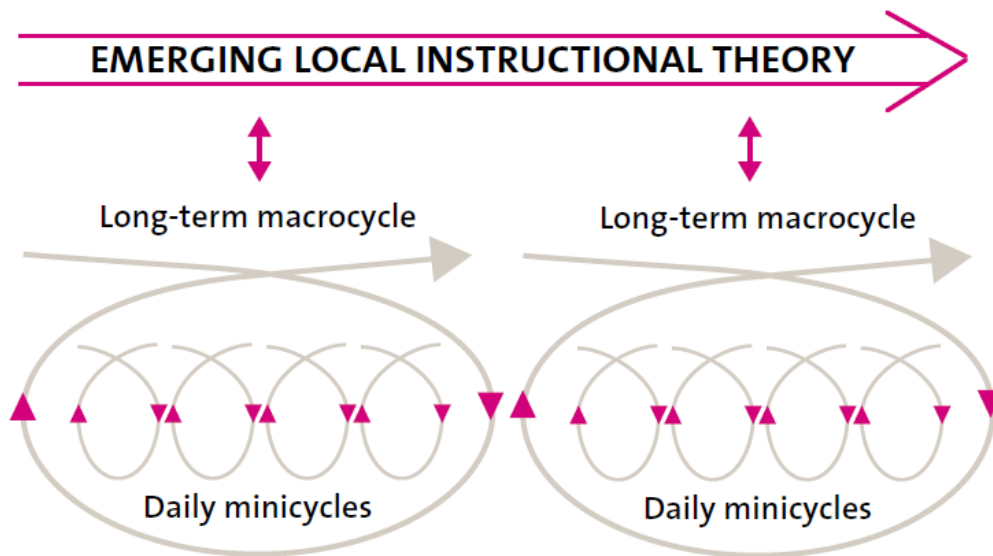 EMERGING LOCAL INSTRUCTIONAL THEORY
Long-term macrocycle
Long-term macrocycle
Daily minicycles
Daily minicycles